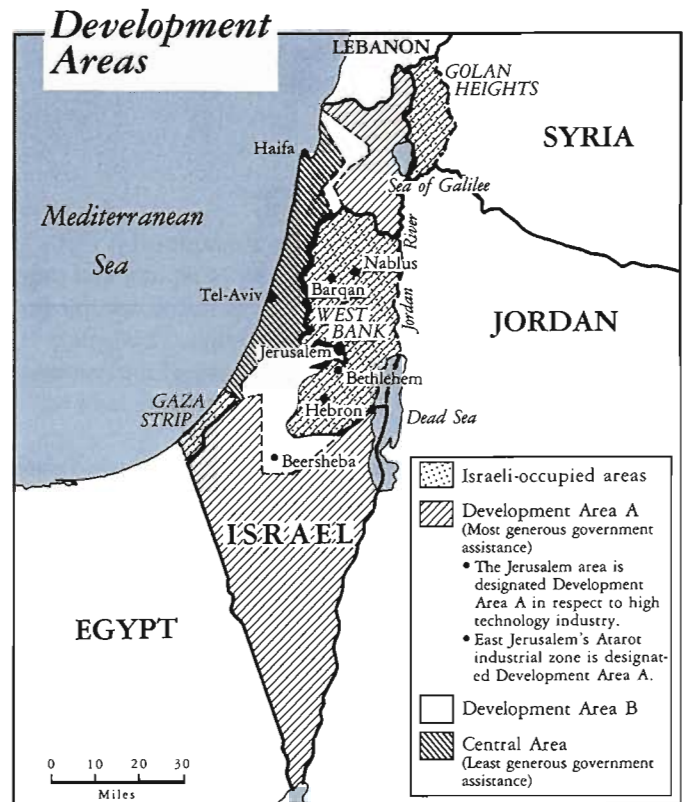 Development
Areas
LEBANON
GOLAN
HEIGHTS
SYRIA
Haifa
Sea of Galilee
Mediterranean
Sea
River
Nablus
Barqan
Tel-Aviv
WEST
BANK
Jordan
JORDAN
Jerusalem
Bethlehem
GAZA
STRIP
Hebron
Dead Sea
Beersheba
ISRAEL
EGYPT
Israeli-occupied areas
Development Area A
(Most generous government
assistance)
• The Jerusalem area is
designated Development
Area A in respect to high
technology industry.
• East Jerusalem's Atarot
industrial zone is designat-
ed Development Area A.
Development Area B
Central Area
(Least generous government
assistance)
0 10 20 30
Miles